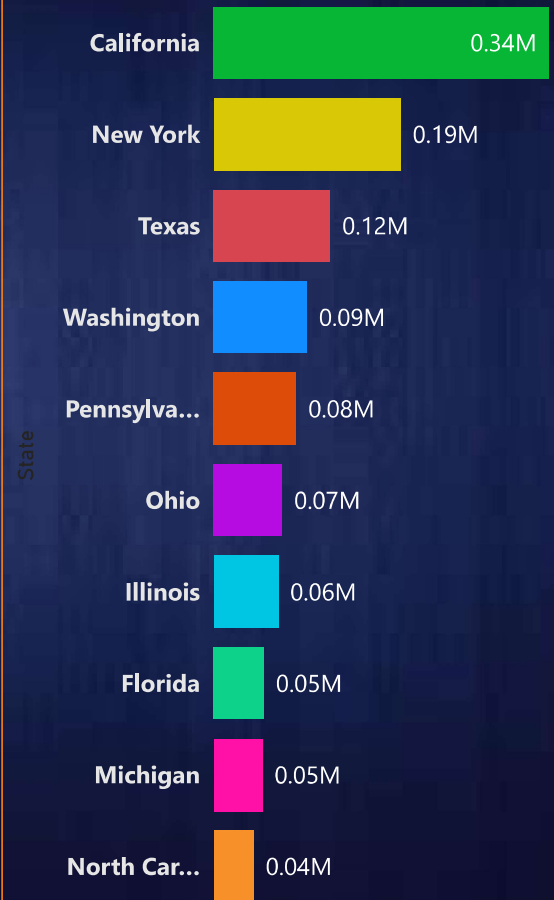 California 0.34M
New York 0.19M
Texas 0.12M
Washington 0.09M
Pennsylva... 0.08M
State
Ohio 0.07M
Illinois 0.06M
Florida 0.05M
Michigan 0.05M
North Car... 0.04M